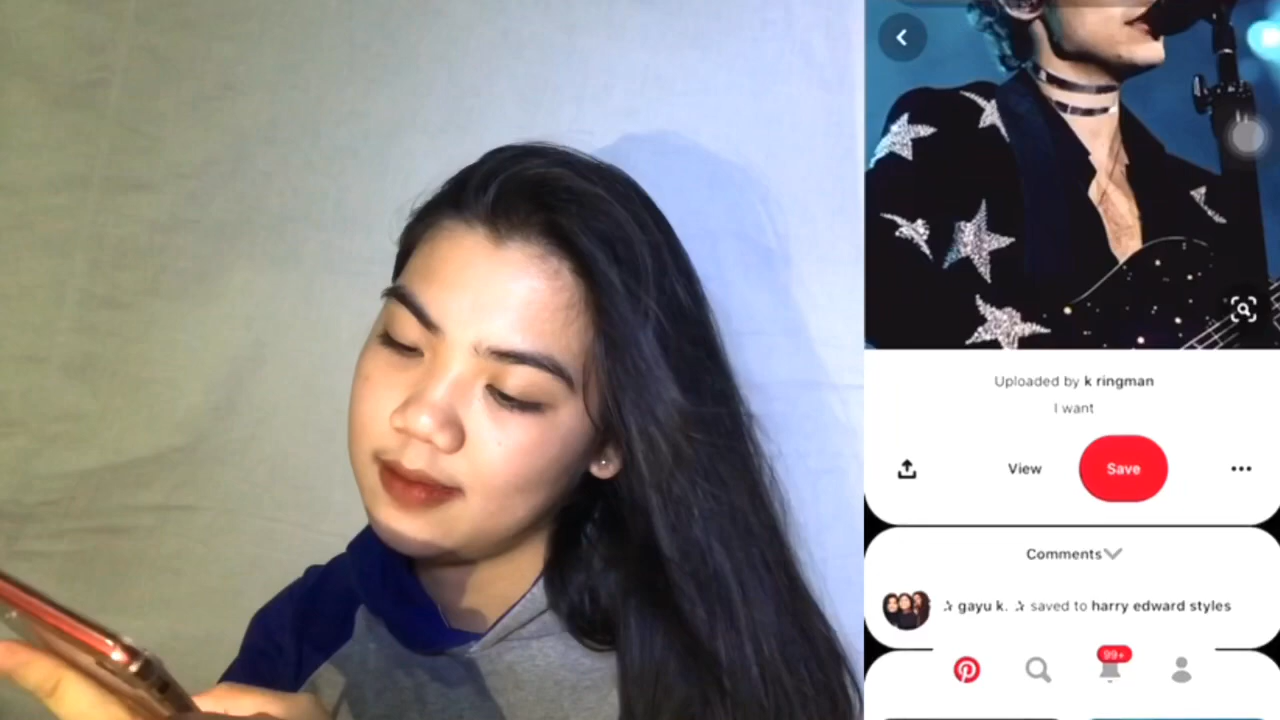 Uploaded by k ringman
I want
View
Save
Comments
✰ gayu k. ✰ saved to harry edward styles
99+